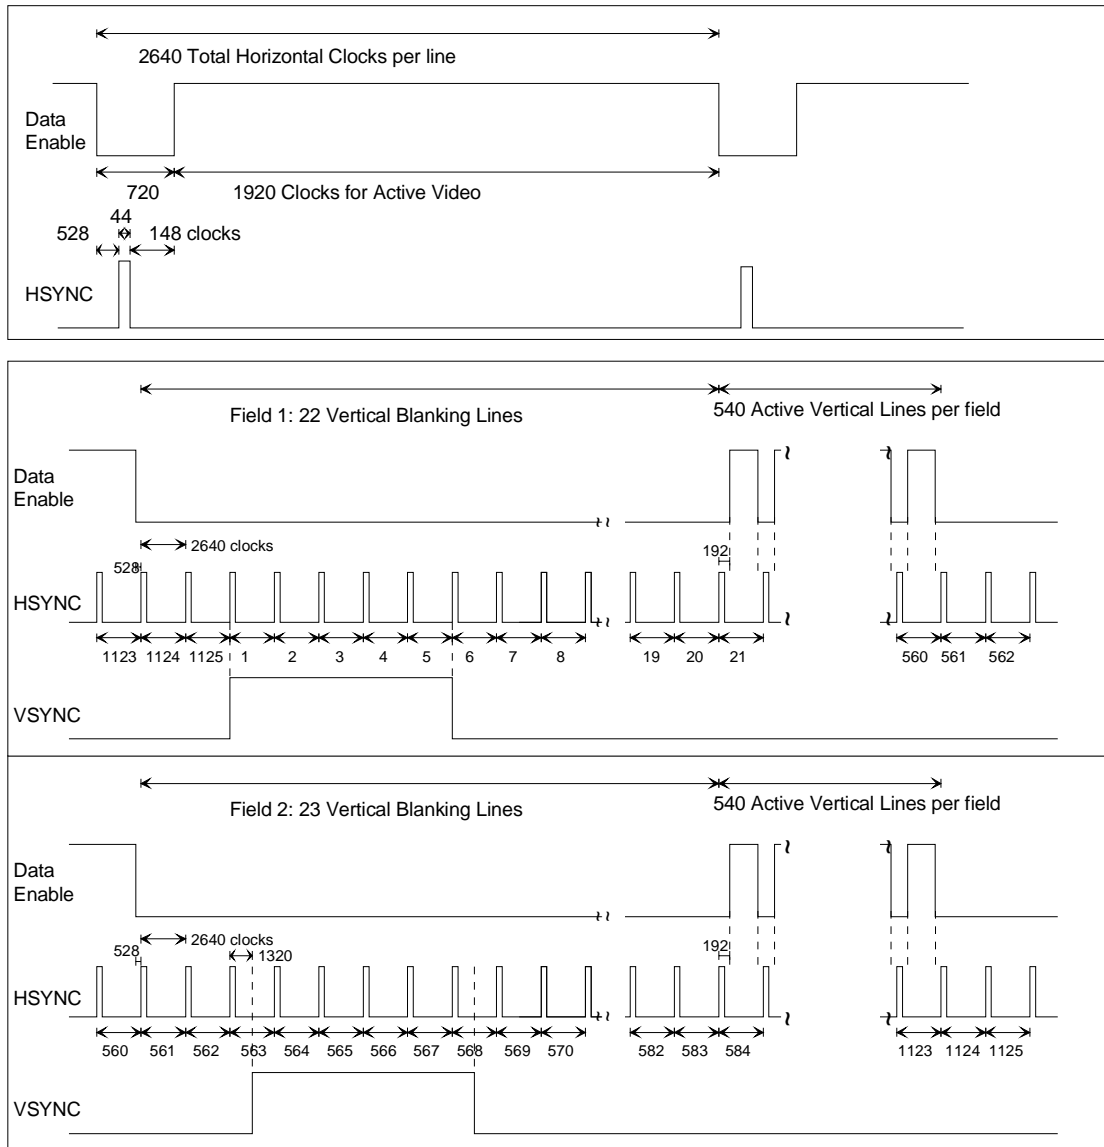 2640 Total Horizontal Clocks per line
Data
Enable
720
1920 Clocks for Active Video
44
528
148 clocks
HSYNC
Field 1: 22 Vertical Blanking Lines
540 Active Vertical Lines per field
Data
Enable
2640 clocks
192
528
HSYNC
1123 1124 1125 1 2 3 4 5 6 7 8 19 20 21 560 561 562
VSYNC
Field 2: 23 Vertical Blanking Lines
540 Active Vertical Lines per field
Data
Enable
2640 clocks
528
1320
192
HSYNC
560 561 562 563 564 565 566 567 568 569 570 582 583 584 1123 1124 1125
VSYNC